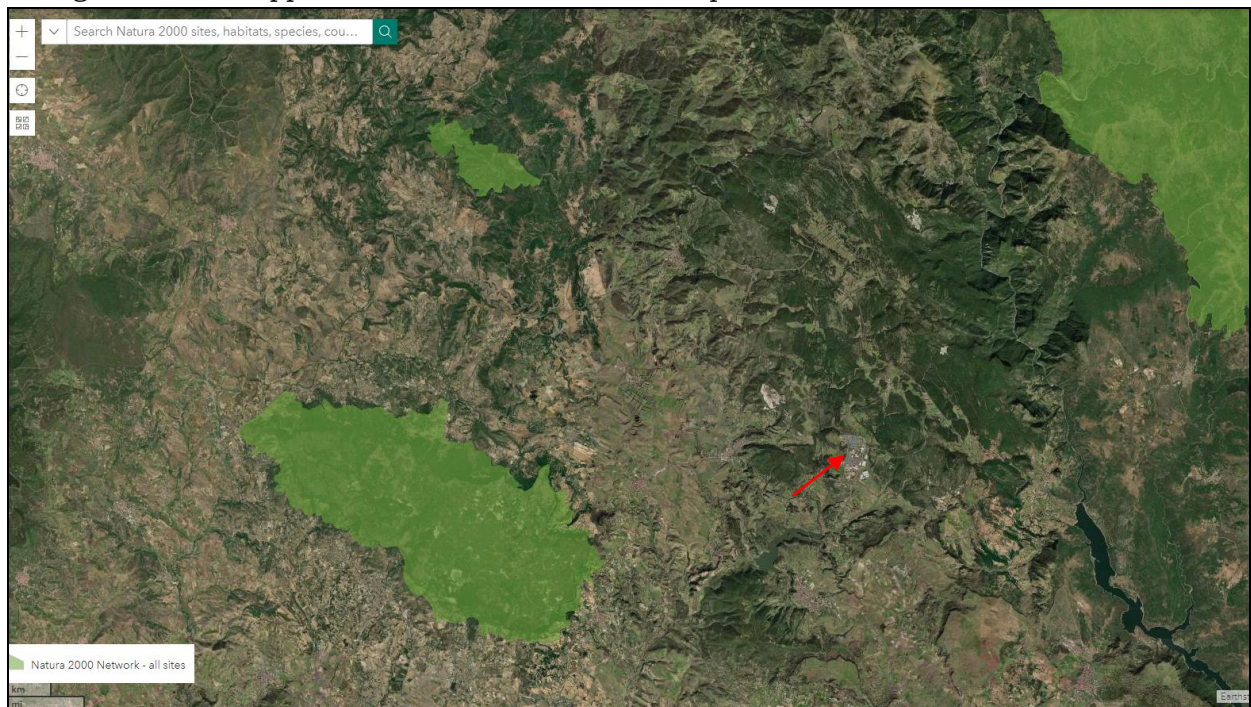 Search Natura 2000 sites, habitats, species, cou...
Natura 2000 Network - all sites
km
mi
Earths